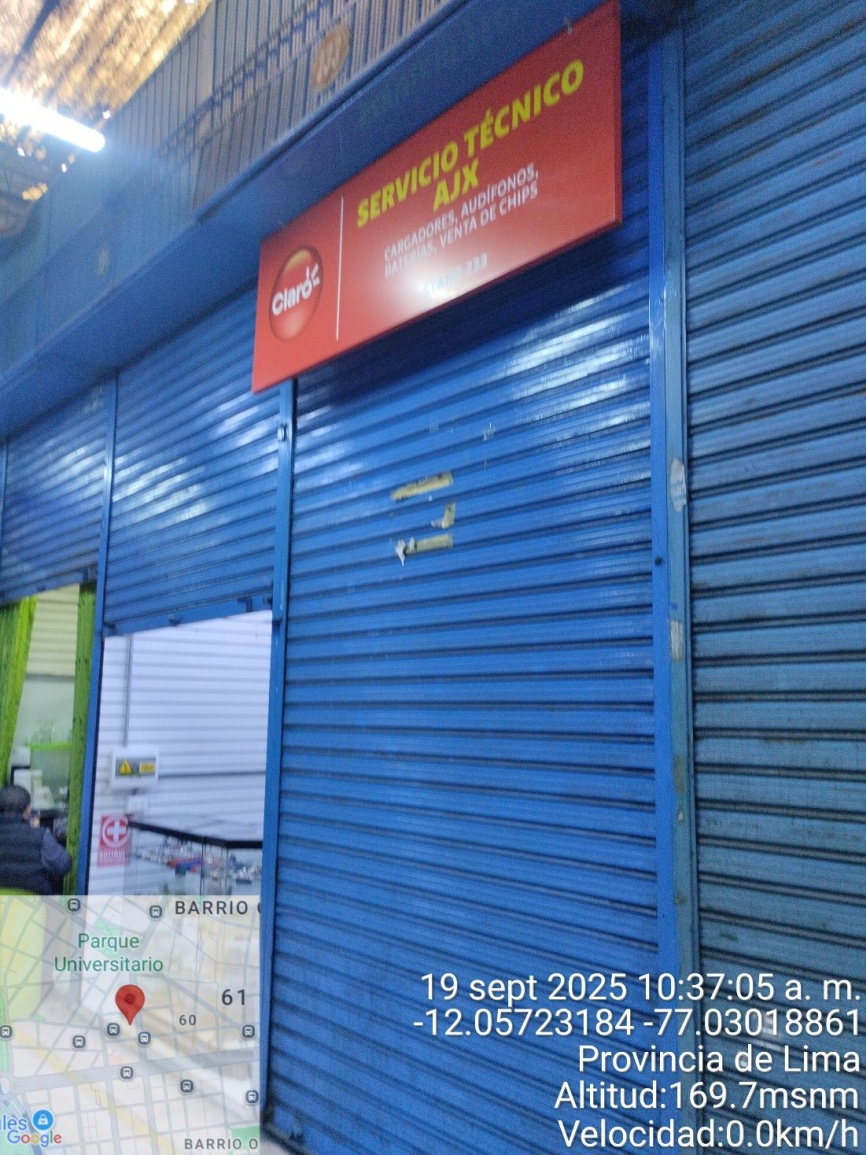 SERVICIO TÉCNICO
AJX
CARGADORES, AUDÍFONOS,
BATERÍAS, VENTA DE CHIPS
Claro
BARRIO
Parque
Universitario
61
60
Google
BARRIO
19 sept 2025 10:37:05 a. m.
-12.05723184 -77.03018861
Provincia de Lima
Altitud:169.7msnm
Velocidad:0.0km/h